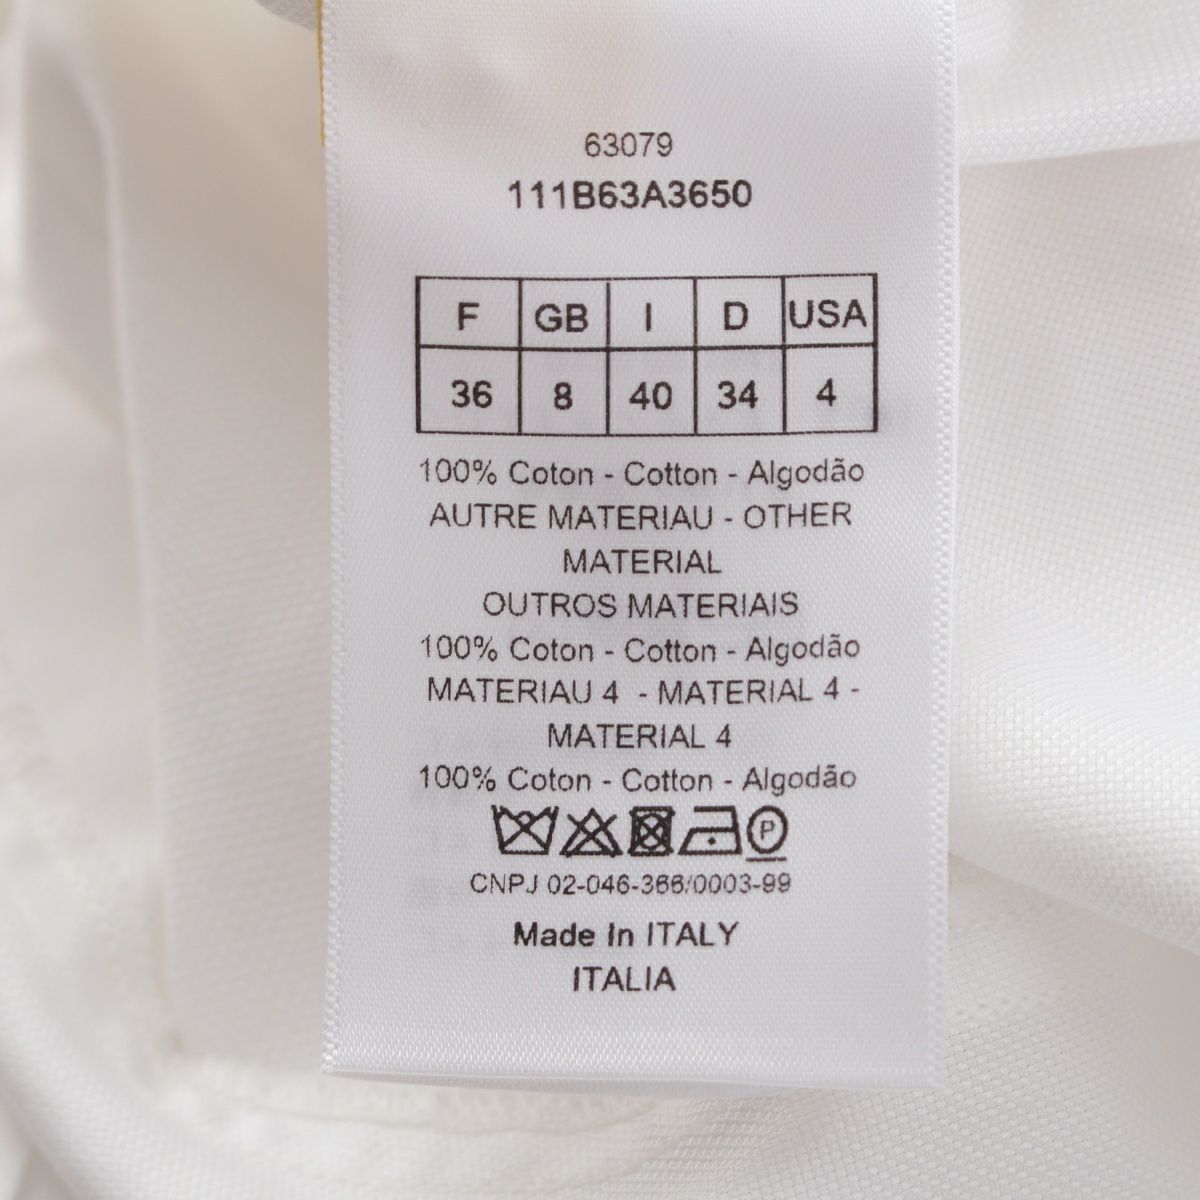 63079
111B63A3650
F GB I D USA
36 8 40 34 4
100% Coton - Cotton - Algodão
AUTRE MATERIAU - OTHER
MATERIAL
OUTROS MATERIAIS
100% Coton - Cotton - Algodão
MATERIAU 4 - MATERIAL 4 -
MATERIAL 4
100% Coton - Cotton - Algodão
P
CNPJ 02-046-366/0003-99
Made In ITALY
ITALIA